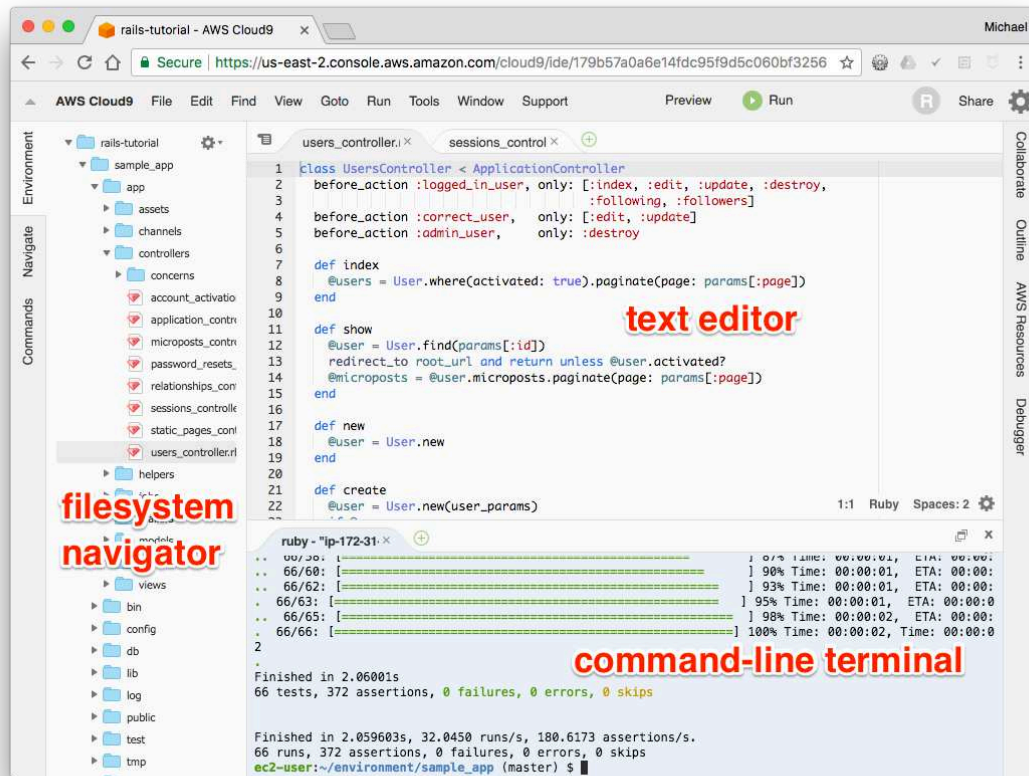 rails-tutorial - AWS Cloud9
Michael
Secure | https://us-east-2.console.aws.amazon.com/cloud9/ide/179b57a0a6e14fdc95f9d5c060bf3256
AWS Cloud9 File Edit Find View Goto Run Tools Window Support Preview Run R Share
Environment
Navigate
Commands
rails-tutorial
sample_app
app
assets
channels
controllers
concerns
account_activatio
application_contr
microposts_contr
password_resets_
relationships_con
sessions_controlle
static_pages_cont
users_controller.rl
helpers
models
views
bin
config
db
lib
log
public
test
tmp
filesystem
navigator
users_controller.r sessions_control
1 class UsersController < ApplicationController
2 before_action :logged_in_user, only: [:index, :edit, :update, :destroy,
3 :following, :followers]
4 before_action :correct_user, only: [:edit, :update]
5 before_action :admin_user, only: :destroy
6
7 def index
8 @users = User.where(activated: true).paginate(page: params[:page])
9 end
10
11 def show
12 @user = User.find(params[:id])
13 redirect_to root_url and return unless @user.activated?
14 @microposts = @user.microposts.paginate(page: params[:page])
15 end
16
17 def new
18 @user = User.new
19 end
20
21 def create
22 @user = User.new(user_params)
text editor
1:1 Ruby Spaces: 2
Collaborate
Outline
AWS Resources
Debugger
ruby - "ip-172-31-
.. 66/58: [==================================================] 87% Time: 00:00:01, ETA: 00:00:
.. 66/60: [====================================================] 90% Time: 00:00:01, ETA: 00:00:
.. 66/62: [======================================================] 93% Time: 00:00:01, ETA: 00:00:
. 66/63: [=======================================================] 95% Time: 00:00:01, ETA: 00:00:0
.. 66/65: [=========================================================] 98% Time: 00:00:02, ETA: 00:00:
. 66/66: [==========================================================] 100% Time: 00:00:02, Time: 00:00:0
2
.
command-line terminal
Finished in 2.06001s
66 tests, 372 assertions, 0 failures, 0 errors, 0 skips
Finished in 2.059603s, 32.0450 runs/s, 180.6173 assertions/s.
66 runs, 372 assertions, 0 failures, 0 errors, 0 skips
ec2-user:~/environment/sample_app (master) $